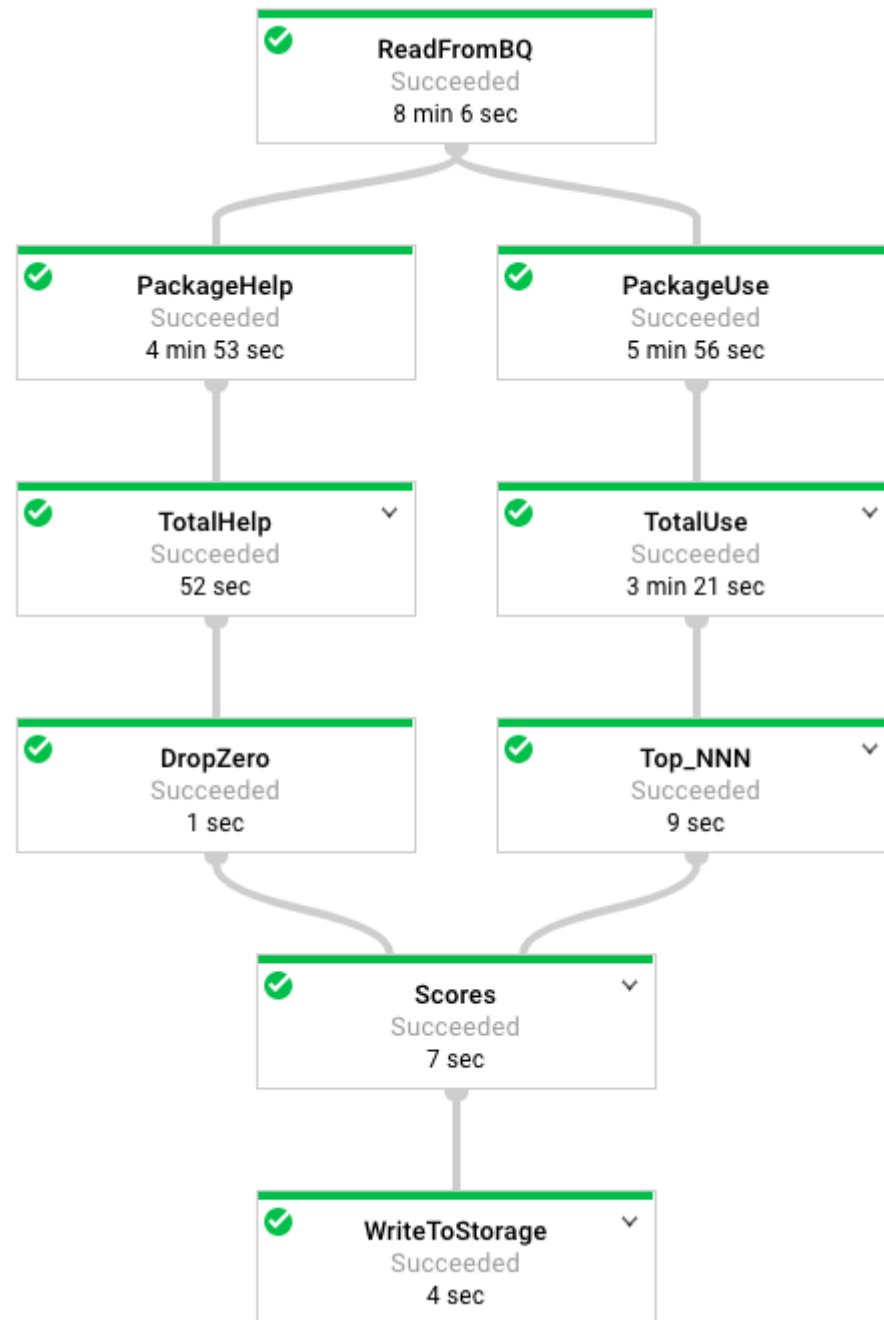 ReadFromBQ
Succeeded
8 min 6 sec
PackageHelp
Succeeded
4 min 53 sec
PackageUse
Succeeded
5 min 56 sec
TotalHelp
Succeeded
52 sec
TotalUse
Succeeded
3 min 21 sec
DropZero
Succeeded
1 sec
Top_NNN
Succeeded
9 sec
Scores
Succeeded
7 sec
WriteToStorage
Succeeded
4 sec